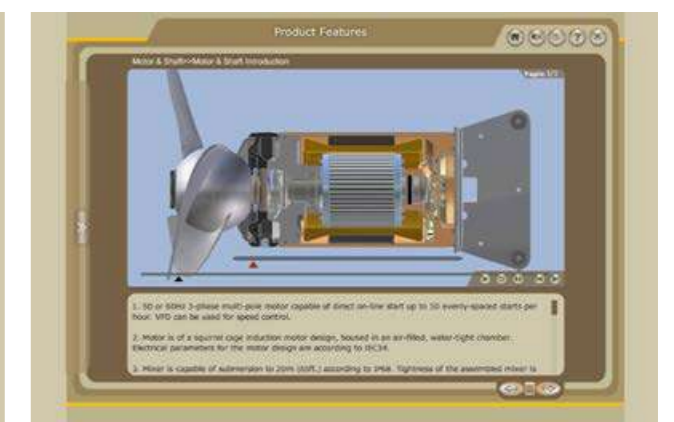 Product Features
Motor & Shaft>>Motor & Shaft Introduction
Page: 1/1
1. 50 or 60Hz 3-phase multi-pole motor capable of direct on-line start up to 30 evenly-spaced starts per
hour. VFD can be used for speed control.
2. Motor is of a squirrel cage induction motor design, housed in an air-filled, water-tight chamber.
Electrical parameters for the motor design are according to IEC34.
3. Mixer is capable of submersion to 20m (65ft.) according to IP68. Tightness of the assembled mixer is